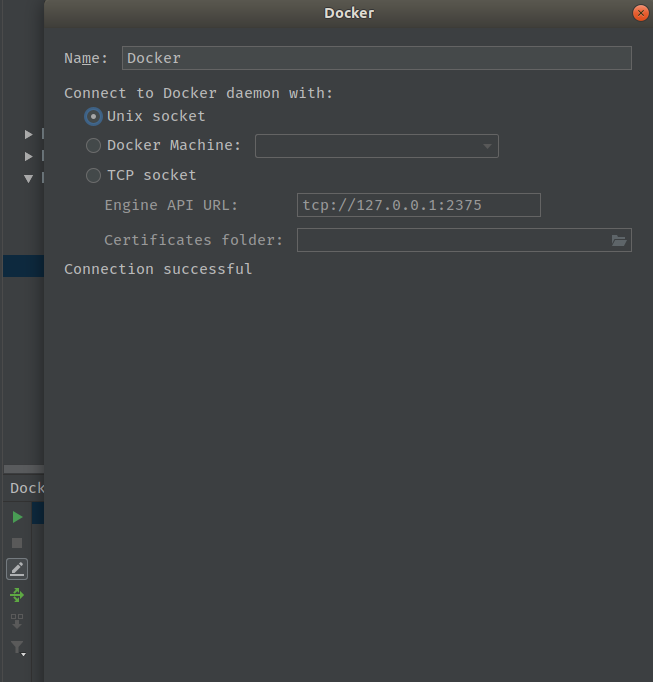 Docker
Name: Docker
Connect to Docker daemon with:
Unix socket
Docker Machine:
TCP socket
Engine API URL: tcp://127.0.0.1:2375
Certificates folder:
Connection successful
Dock